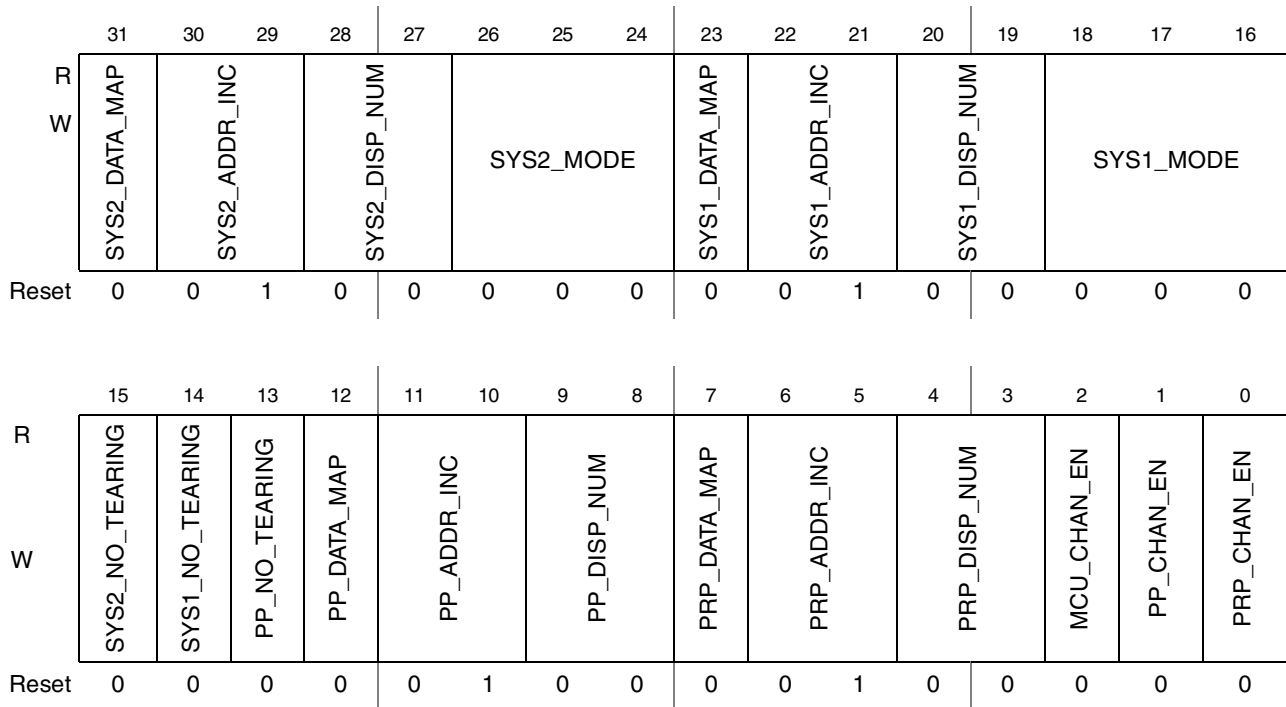 31 30 29 28 27 26 25 24 23 22 21 20 19 18 17 16
R
W
SYS2_DATA_MAP
SYS2_ADDR_INC
SYS2_DISP_NUM
SYS2_MODE
SYS1_DATA_MAP
SYS1_ADDR_INC
SYS1_DISP_NUM
SYS1_MODE
Reset 0 0 1 0 0 0 0 0 0 0 1 0 0 0 0 0
15 14 13 12 11 10 9 8 7 6 5 4 3 2 1 0
R
W
SYS2_NO_TEARING
SYS1_NO_TEARING
PP_NO_TEARING
PP_DATA_MAP
PP_ADDR_INC
PP_DISP_NUM
PRP_DATA_MAP
PRP_ADDR_INC
PRP_DISP_NUM
MCU_CHAN_EN
PP_CHAN_EN
PRP_CHAN_EN
Reset 0 0 0 0 0 1 0 0 0 0 1 0 0 0 0 0